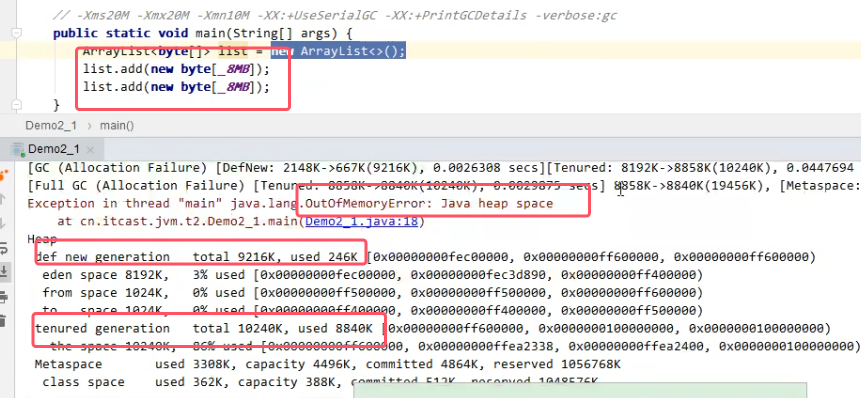 // -Xms20M -Xmx20M -Xmn10M -XX:+UseSerialGC -XX:+PrintGCDetails -verbose:gc
public static void main(String[] args) {
ArrayList<byte[]> list = new ArrayList<>();
list.add(new byte[_8MB]);
list.add(new byte[_8MB]);
}
Demo2_1 › main()
Demo2_1 ×
[GC (Allocation Failure) [DefNew: 2148K->667K(9216K), 0.0026308 secs][Tenured: 8192K->8858K(10240K), 0.0447694
[Full GC (Allocation Failure) [Tenured: 8858K->8840K(10240K), 0.0029875 secs] 8858K->8840K(19456K), [Metaspace:
Exception in thread "main" java.lang.OutOfMemoryError: Java heap space
at cn.itcast.jvm.t2.Demo2_1.main(Demo2_1.java:18)
Heap
def new generation total 9216K, used 246K [0x00000000fec00000, 0x00000000ff600000, 0x00000000ff600000)
eden space 8192K, 3% used [0x00000000fec00000, 0x00000000fec3d890, 0x00000000ff400000)
from space 1024K, 0% used [0x00000000ff500000, 0x00000000ff500000, 0x00000000ff600000)
to space 1024K, 0% used [0x00000000ff400000, 0x00000000ff400000, 0x00000000ff500000)
tenured generation total 10240K, used 8840K [0x00000000ff600000, 0x0000000100000000, 0x0000000100000000)
the space 10240K, 86% used [0x00000000ff600000, 0x00000000ffea2338, 0x00000000ffea2400, 0x0000000100000000)
Metaspace used 3308K, capacity 4496K, committed 4864K, reserved 1056768K
class space used 362K, capacity 388K, committed 512K, reserved 1048576K